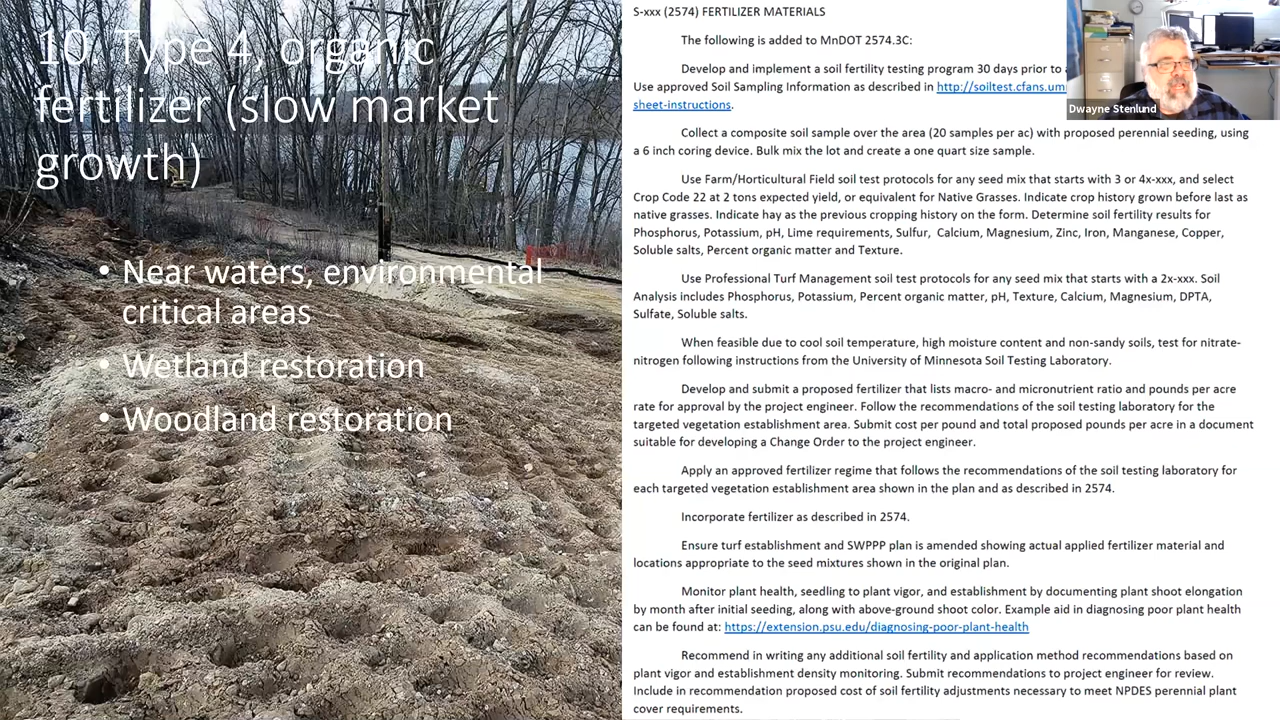 10. Type 4, organic
fertilizer (slow market
growth)
• Near waters, environmental
critical areas
• Wetland restoration
• Woodland restoration
S-xxx (2574) FERTILIZER MATERIALS
The following is added to MnDOT 2574.3C:
Develop and implement a soil fertility testing program 30 days prior to
Use approved Soil Sampling Information as described in http://soiltest.cfans.um
sheet-instructions.
Collect a composite soil sample over the area (20 samples per ac) with proposed perennial seeding, using
a 6 inch coring device. Bulk mix the lot and create a one quart size sample.
Use Farm/Horticultural Field soil test protocols for any seed mix that starts with 3 or 4x-xxx, and select
Crop Code 22 at 2 tons expected yield, or equivalent for Native Grasses. Indicate crop history grown before last as
native grasses. Indicate hay as the previous cropping history on the form. Determine soil fertility results for
Phosphorus, Potassium, pH, Lime requirements, Sulfur, Calcium, Magnesium, Zinc, Iron, Manganese, Copper,
Soluble salts, Percent organic matter and Texture.
Use Professional Turf Management soil test protocols for any seed mix that starts with a 2x-xxx. Soil
Analysis includes Phosphorus, Potassium, Percent organic matter, pH, Texture, Calcium, Magnesium, DPTA,
Sulfate, Soluble salts.
When feasible due to cool soil temperature, high moisture content and non-sandy soils, test for nitrate-
nitrogen following instructions from the University of Minnesota Soil Testing Laboratory.
Develop and submit a proposed fertilizer that lists macro- and micronutrient ratio and pounds per acre
rate for approval by the project engineer. Follow the recommendations of the soil testing laboratory for the
targeted vegetation establishment area. Submit cost per pound and total proposed pounds per acre in a document
suitable for developing a Change Order to the project engineer.
Apply an approved fertilizer regime that follows the recommendations of the soil testing laboratory for
each targeted vegetation establishment area shown in the plan and as described in 2574.
Incorporate fertilizer as described in 2574.
Ensure turf establishment and SWPPP plan is amended showing actual applied fertilizer material and
locations appropriate to the seed mixtures shown in the original plan.
Monitor plant health, seedling to plant vigor, and establishment by documenting plant shoot elongation
by month after initial seeding, along with above-ground shoot color. Example aid in diagnosing poor plant health
can be found at: https://extension.psu.edu/diagnosing-poor-plant-health
Recommend in writing any additional soil fertility and application method recommendations based on
plant vigor and establishment density monitoring. Submit recommendations to project engineer for review.
Include in recommendation proposed cost of soil fertility adjustments necessary to meet NPDES perennial plant
cover requirements.
Dwayne Stenlund